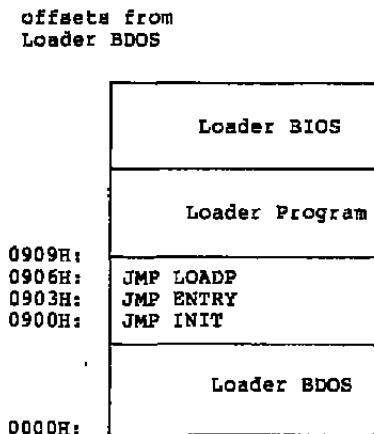 offsets from
Loader BDOS
Loader BIOS
Loader Program
0909H:
0906H: JMP LOADP
0903H: JMP ENTRY
0900H: JMP INIT
Loader BDOS
0000H: